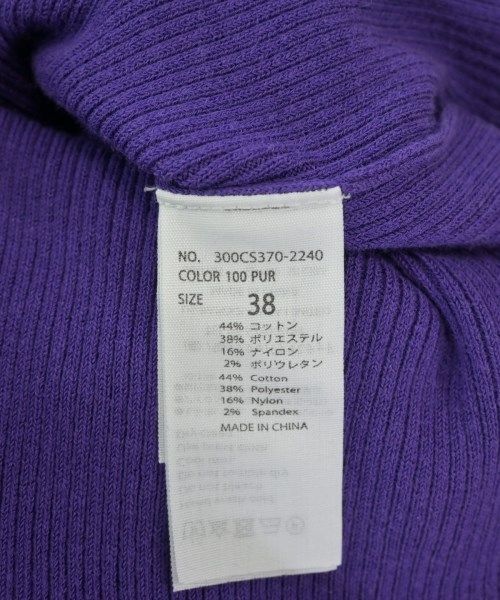 NO. 300CS370-2240
COLOR 100 PUR
SIZE 38
44% コットン
38% ポリエステル
16% ナイロン
2% ポリウレタン
44% Cotton
38% Polyester
16% Nylon
2% Spandex
MADE IN CHINA